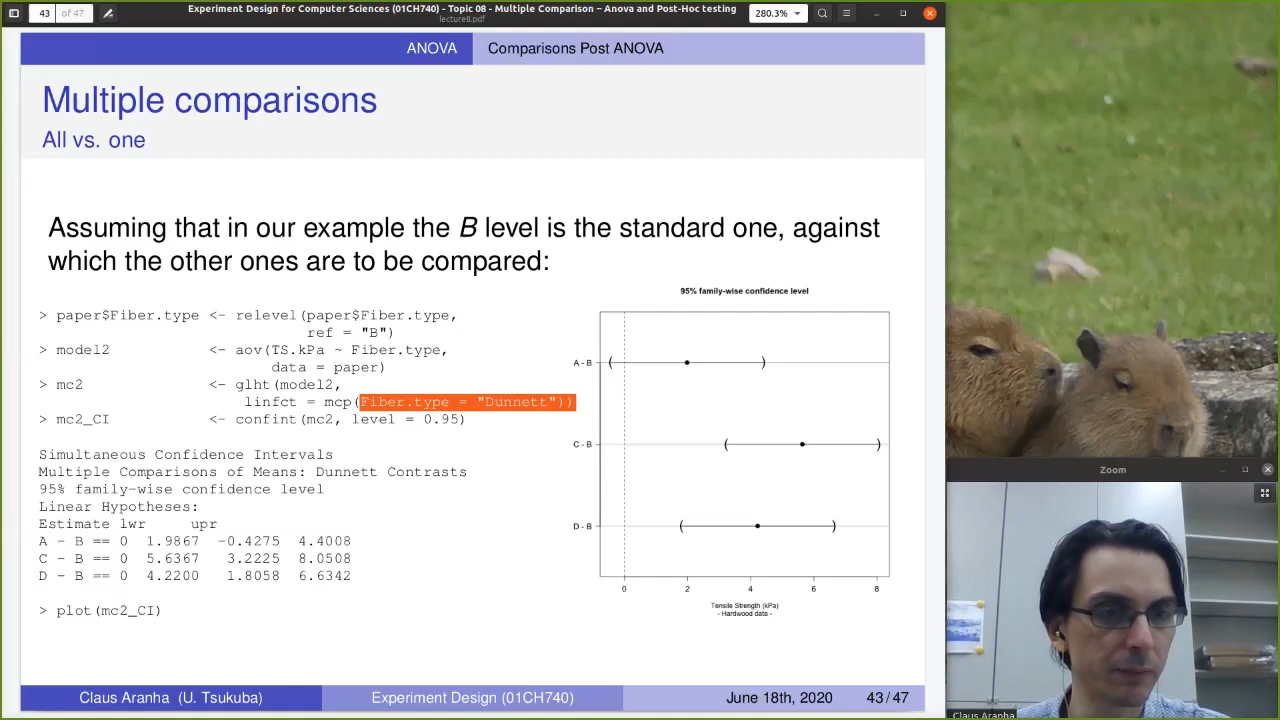 43 of 47
Experiment Design for Computer Sciences (01CH740) - Topic 08 - Multiple Comparison – Anova and Post-Hoc testing
lecture8.pdf
280.3%
ANOVA
Comparisons Post ANOVA
Multiple comparisons
All vs. one
Assuming that in our example the B level is the standard one, against
which the other ones are to be compared:
> paper$Fiber.type <- relevel(paper$Fiber.type,
ref = "B")
> model2 <- aov(TS.kPa ~ Fiber.type,
data = paper)
> mc2 <- glht(model2,
linfct = mcp(Fiber.type = "Dunnett"))
> mc2_CI <- confint(mc2, level = 0.95)
Simultaneous Confidence Intervals
Multiple Comparisons of Means: Dunnett Contrasts
95% family-wise confidence level
Linear Hypotheses:
Estimate lwr upr
A - B == 0 1.9867 -0.4275 4.4008
C - B == 0 5.6367 3.2225 8.0508
D - B == 0 4.2200 1.8058 6.6342
> plot(mc2_CI)
95% family-wise confidence level
A - B
C - B
D - B
0 2 4 6 8
Tensile Strength (kPa)
- Hardwood data -
Claus Aranha (U. Tsukuba)
Experiment Design (01CH740)
June 18th, 2020
43 / 47
Zoom
Claus Aranha